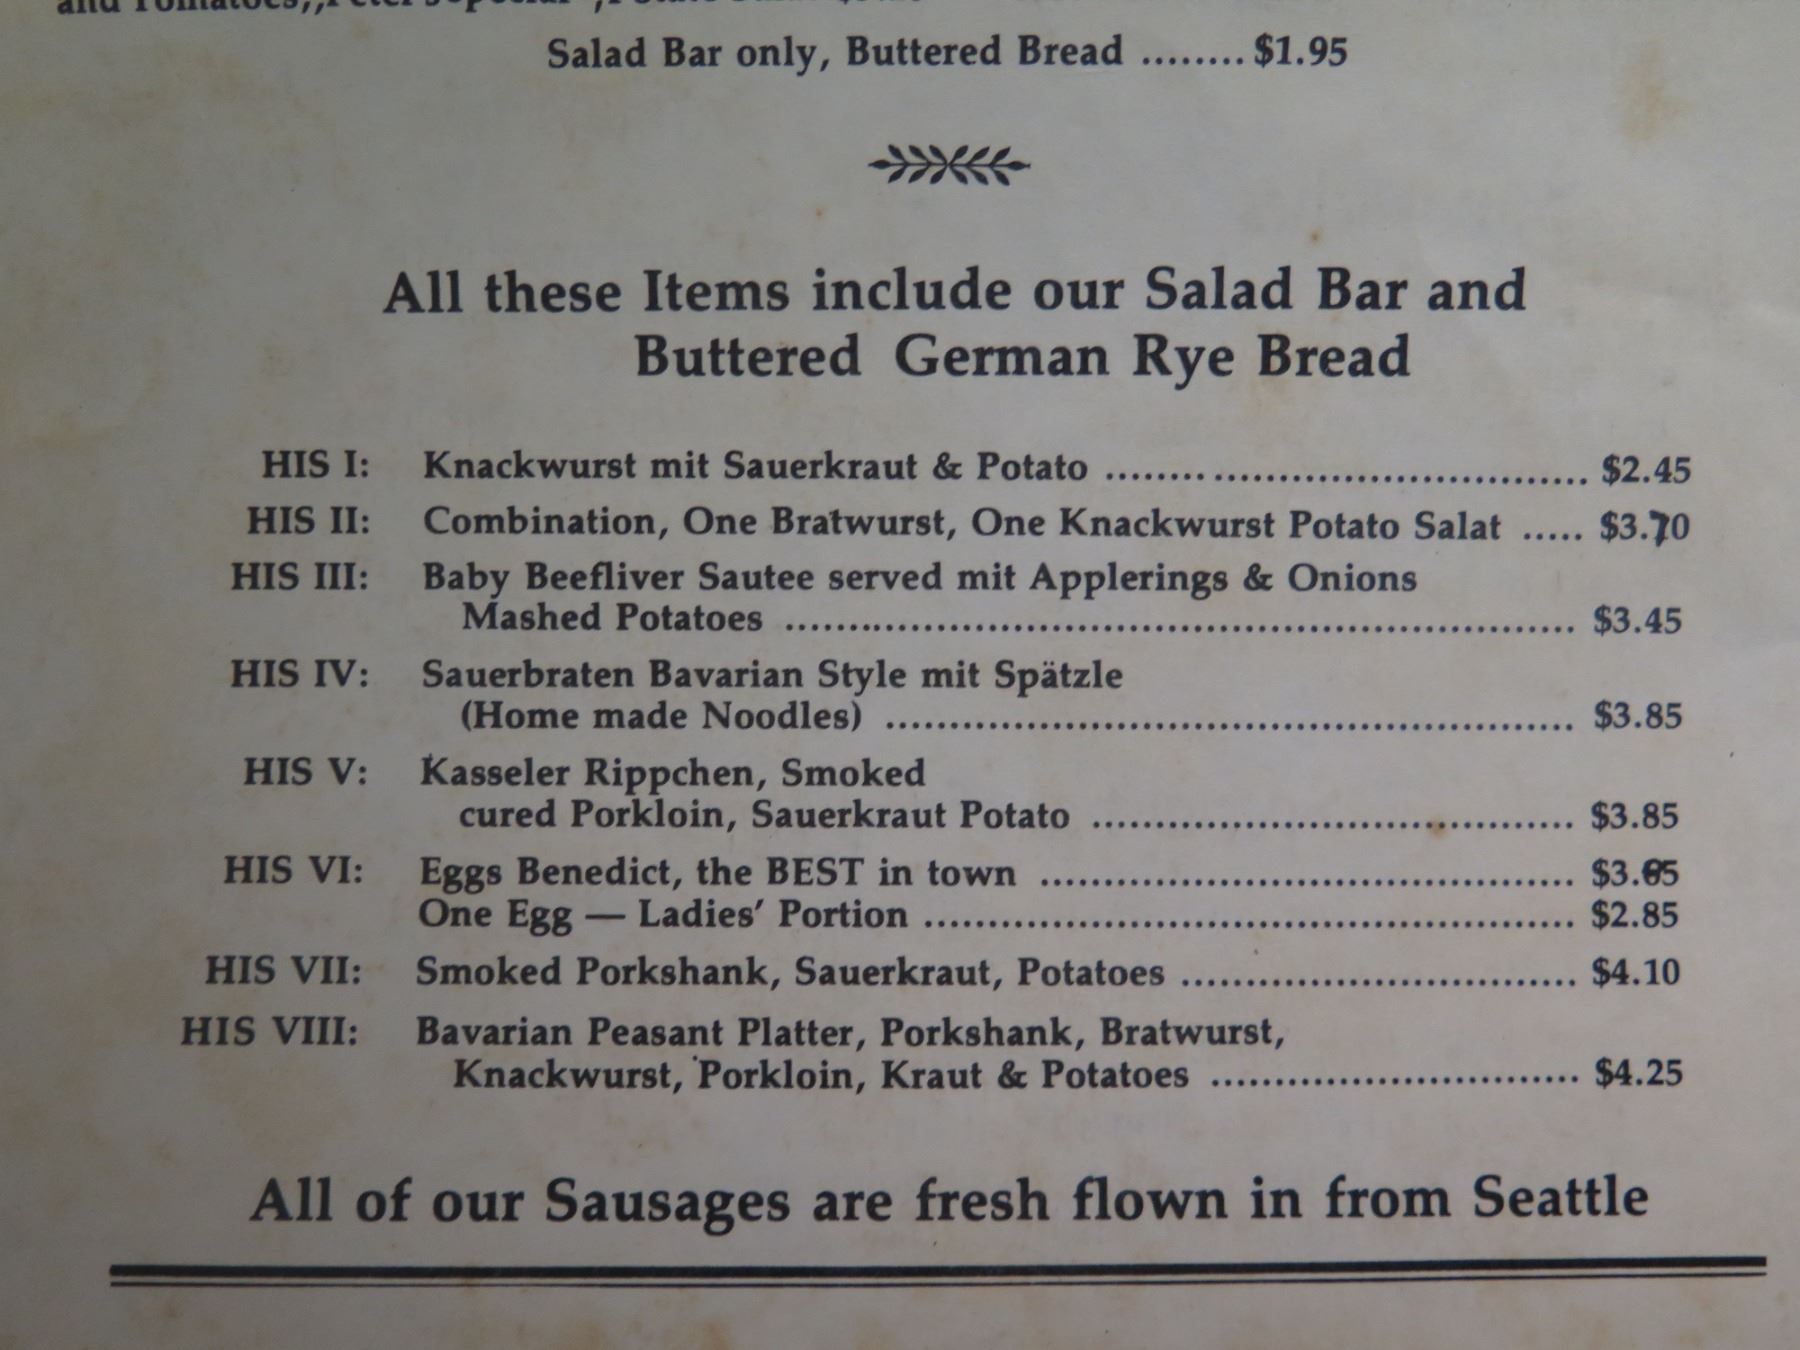 and Tomatoes,
Salad Bar only, Buttered Bread ........ $1.95
All these Items include our Salad Bar and
Buttered German Rye Bread
HIS I: Knackwurst mit Sauerkraut & Potato ...................................... $2.45
HIS II: Combination, One Bratwurst, One Knackwurst Potato Salat ..... $3.70
HIS III: Baby Beefliver Sautee served mit Applerings & Onions
Mashed Potatoes .............................................................. $3.45
HIS IV: Sauerbraten Bavarian Style mit Spätzle
(Home made Noodles) ...................................................... $3.85
HIS V: Kasseler Rippchen, Smoked
cured Porkloin, Sauerkraut Potato ...................................... $3.85
HIS VI: Eggs Benedict, the BEST in town .......................................... 
One Egg — Ladies' Portion ................................................... $2.85
HIS VII: Smoked Porkshank, Sauerkraut, Potatoes ............................... $4.10
HIS VIII: Bavarian Peasant Platter, Porkshank, Bratwurst,
Knackwurst, Porkloin, Kraut & Potatoes ............................. $4.25
All of our Sausages are fresh flown in from Seattle